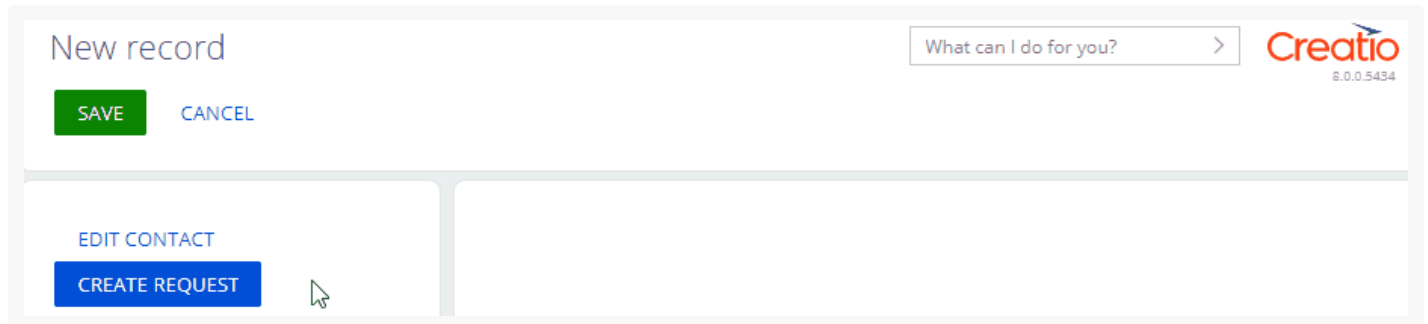 New record
What can I do for you?
Creatio
8.0.0.5434
SAVE CANCEL
EDIT CONTACT
CREATE REQUEST